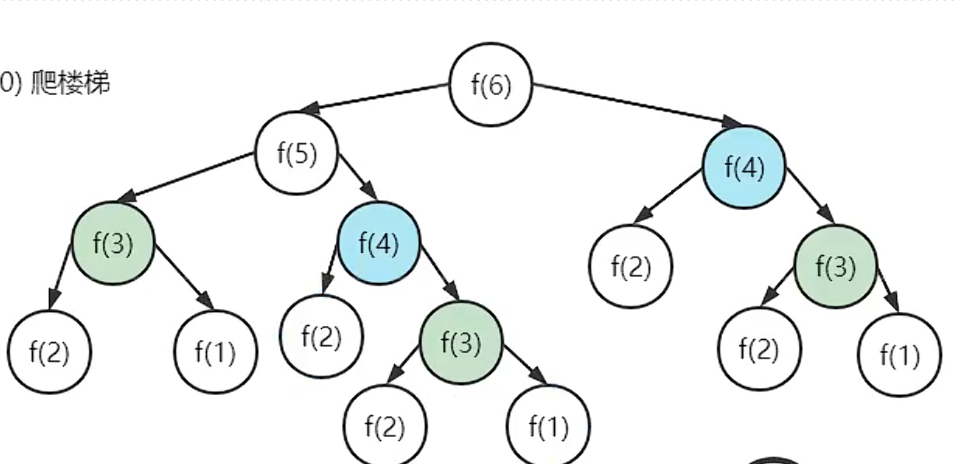 0) 爬楼梯
f(6)
f(5)
f(4)
f(3)
f(4)
f(2)
f(3)
f(2)
f(1)
f(2)
f(3)
f(2)
f(1)
f(2)
f(1)